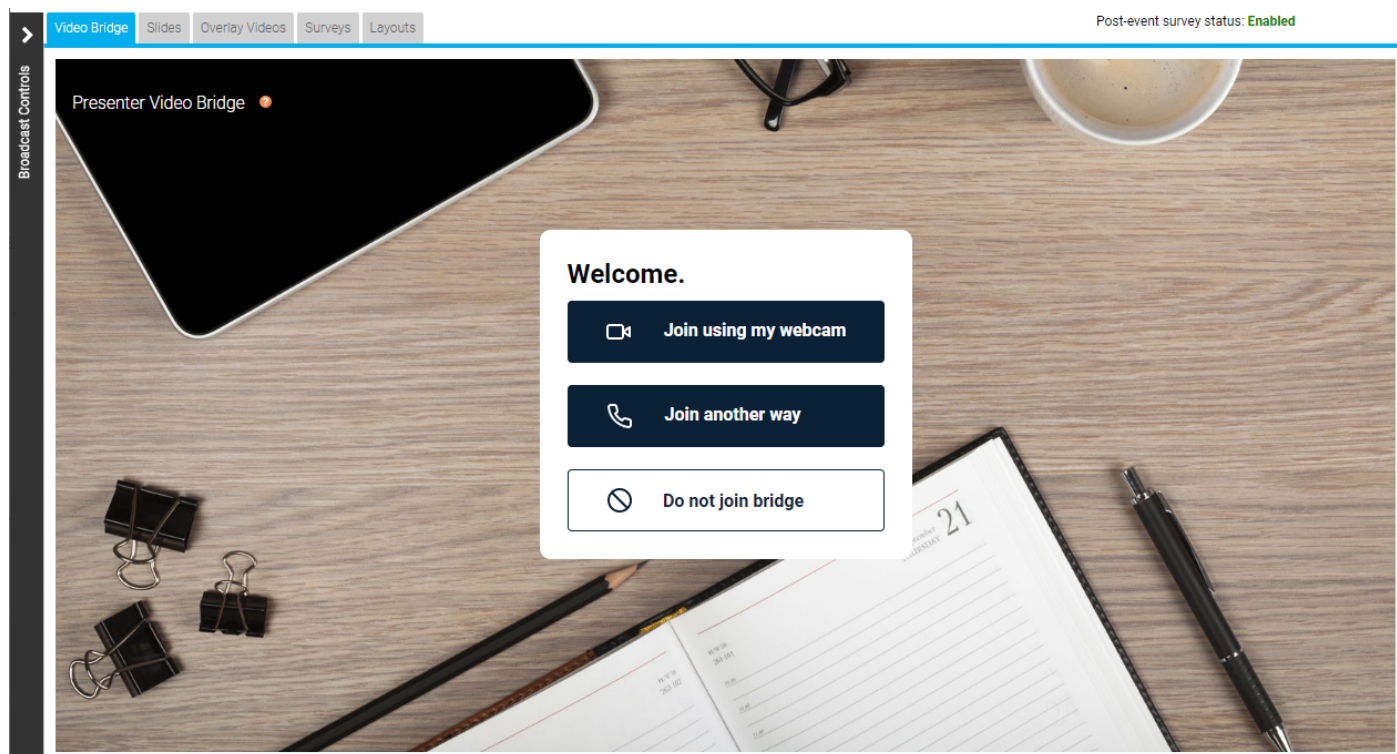 Video Bridge Slides Overlay Videos Surveys Layouts
Post-event survey status: Enabled
Broadcast Controls
Presenter Video Bridge ?
Welcome.
Join using my webcam
Join another way
Do not join bridge
21